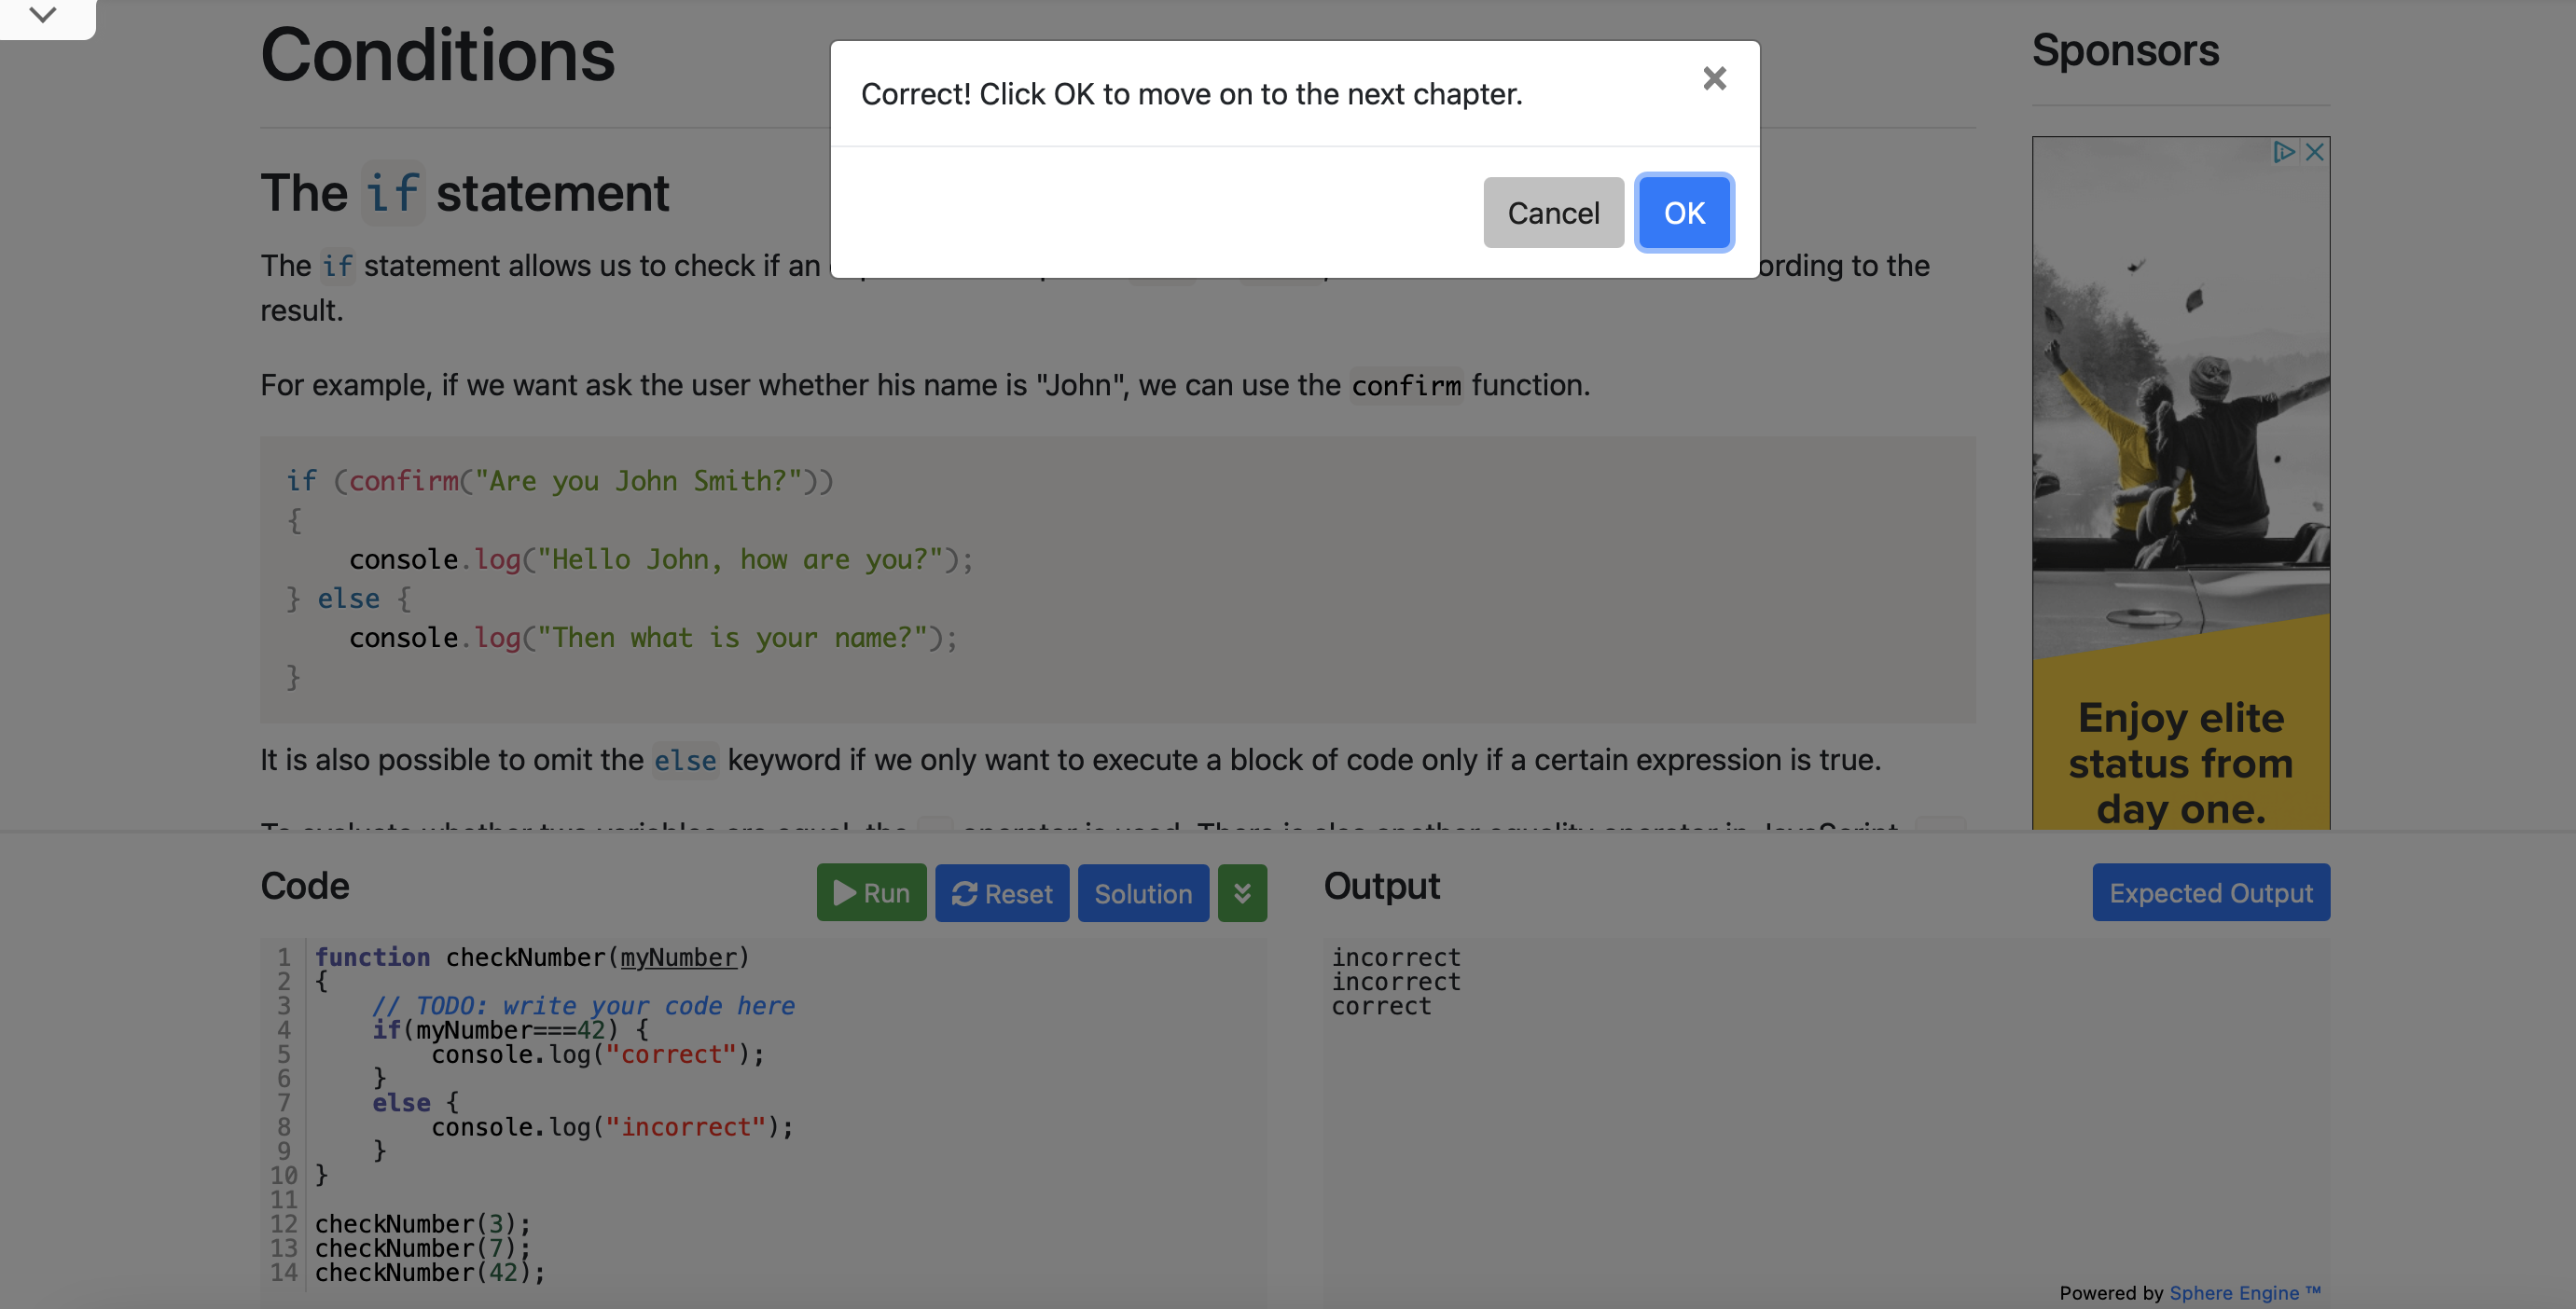 Conditions
Correct! Click OK to move on to the next chapter.
Cancel OK
Sponsors
The if statement
The if statement allows us to check if an ording to the
result.
For example, if we want ask the user whether his name is "John", we can use the confirm function.
if (confirm("Are you John Smith?"))
{
    console.log("Hello John, how are you?");
} else {
    console.log("Then what is your name?");
}
It is also possible to omit the else keyword if we only want to execute a block of code only if a certain expression is true.
Enjoy elite
status from
day one.
Code
Run Reset Solution
1 function checkNumber(myNumber)
2 {
3     // TODO: write your code here
4     if(myNumber===42) {
5         console.log("correct");
6     }
7     else {
8         console.log("incorrect");
9     }
10 }
11
12 checkNumber(3);
13 checkNumber(7);
14 checkNumber(42);
Output
Expected Output
incorrect
incorrect
correct
Powered by Sphere Engine ™